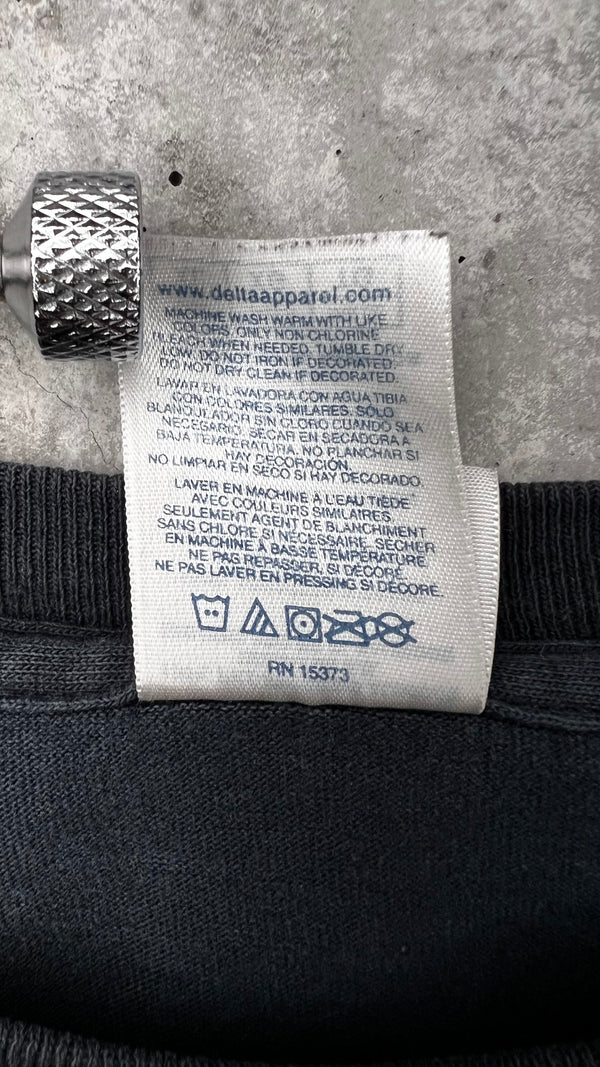 www.deltaapparel.com
MACHINE WASH WARM WITH LIKE
COLORS. ONLY NON CHLORINE
BLEACH WHEN NEEDED. TUMBLE DRY
LOW. DO NOT IRON IF DECORATED.
DO NOT DRY CLEAN IF DECORATED.
LAVAR EN LAVADORA CON AGUA TIBIA
CON COLORES SIMILARES. SOLO
BLANQULADOR SIN CLORO CUANDO SEA
NECESARIO. SECAR EN SECADORA A
BAJA TEMPERATURA. NO PLANCHAR SI
HAY DECORACIÓN.
NO LIMPIAR EN SECO SI HAY DECORADO.
LAVER EN MACHINE À L'EAU TIÈDE
AVEC COULEURS SIMILAIRES.
SEULEMENT AGENT DE BLANCHIMENT
SANS CHLORE SI NÉCESSAIRE. SÉCHER
EN MACHINE À BASSE TEMPÉRATURE
NE PAS REPASSER, SI DÉCORÉ.
NE PAS LAVER EN PRESSING SI DÉCORÉ.
RN 15373